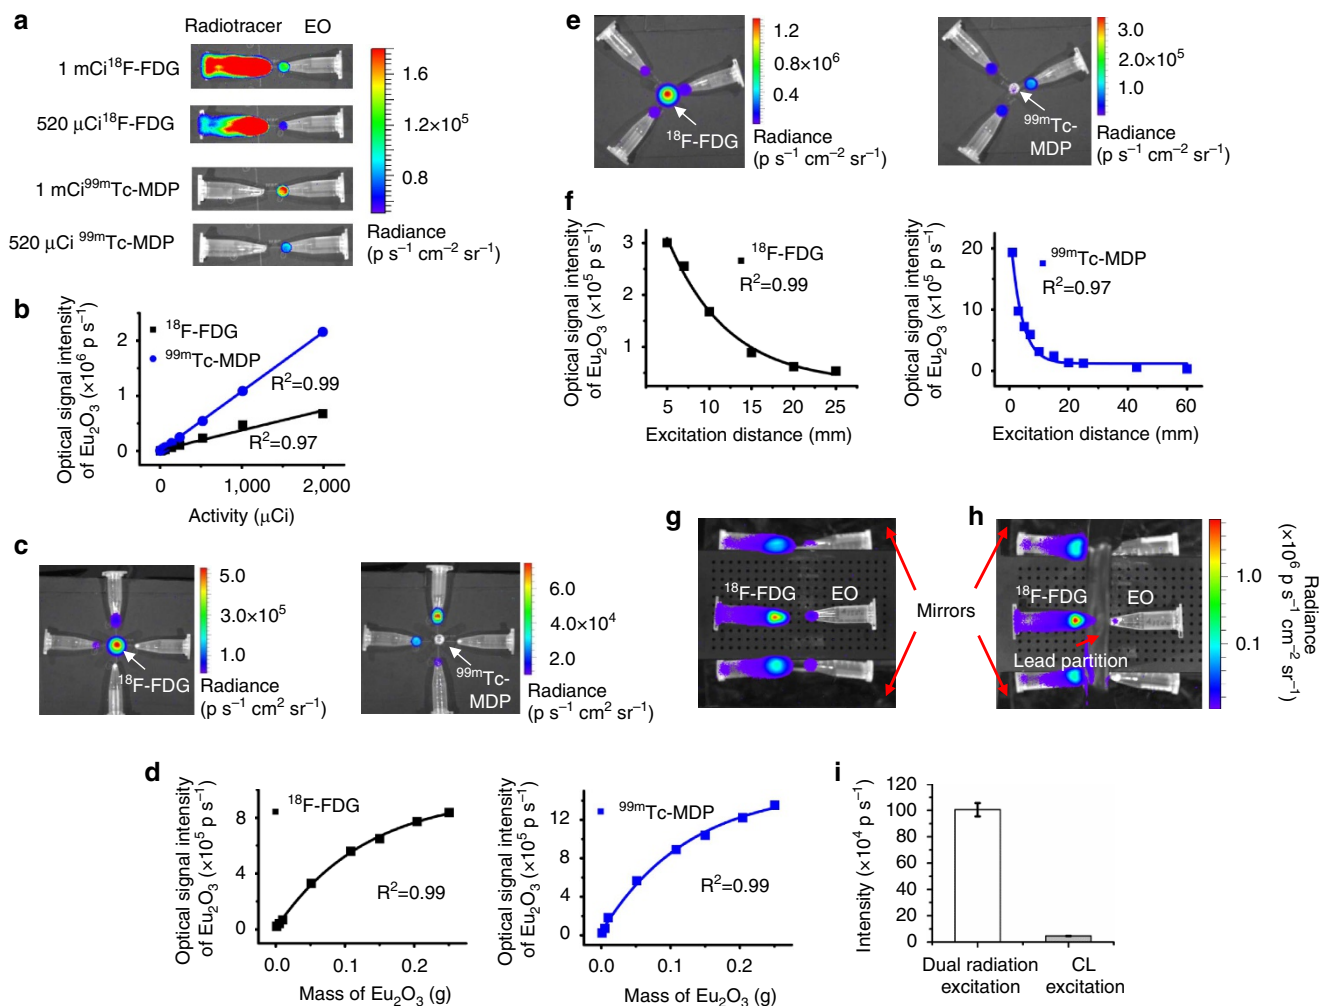 a
Radiotracer EO
1 mCi¹⁸F-FDG
520 μCi¹⁸F-FDG
1 mCi⁹⁹ᵐTc-MDP
520 μCi ⁹⁹ᵐTc-MDP
1.6
1.2×10⁵
0.8
Radiance
(p s⁻¹ cm⁻² sr⁻¹)
b
Optical signal intensity
of Eu₂O₃ (×10⁶ p s⁻¹)
2
1
0
¹⁸F-FDG
⁹⁹ᵐTc-MDP
R²=0.99
R²=0.97
0 1,000 2,000
Activity (μCi)
c
¹⁸F-FDG
5.0
3.0×10⁵
1.0
Radiance
(p s⁻¹ cm² sr⁻¹)
⁹⁹ᵐTc-
MDP
6.0
4.0×10⁴
2.0
Radiance
(p s⁻¹ cm² sr⁻¹)
d
Optical signal intensity
of Eu₂O₃ (×10⁵ p s⁻¹)
8
4
0
¹⁸F-FDG
R²=0.99
0.0 0.1 0.2
Mass of Eu₂O₃ (g)
Optical signal intensity
of Eu₂O₃ (×10⁵ p s⁻¹)
12
8
4
0
⁹⁹ᵐTc-MDP
R²=0.99
0.0 0.1 0.2
Mass of Eu₂O₃ (g)
e
¹⁸F-FDG
1.2
0.8×10⁶
0.4
Radiance
(p s⁻¹ cm⁻² sr⁻¹)
⁹⁹ᵐTc-
MDP
3.0
2.0×10⁵
1.0
Radiance
(p s⁻¹ cm⁻² sr⁻¹)
f
Optical signal intensity
of Eu₂O₃ (×10⁵ p s⁻¹)
3
2
1
¹⁸F-FDG
R²=0.99
5 10 15 20 25
Excitation distance (mm)
Optical signal intensity
of Eu₂O₃ (×10⁵ p s⁻¹)
20
10
0
⁹⁹ᵐTc-MDP
R²=0.97
0 20 40 60
Excitation distance (mm)
g
¹⁸F-FDG EO
Mirrors
h
¹⁸F-FDG EO
Lead partition
1.0
0.1
Radiance
(×10⁶ p s⁻¹ cm⁻² sr⁻¹)
i
Intensity (×10⁴ p s⁻¹)
120
100
80
60
40
20
0
Dual radiation
excitation
CL
excitation